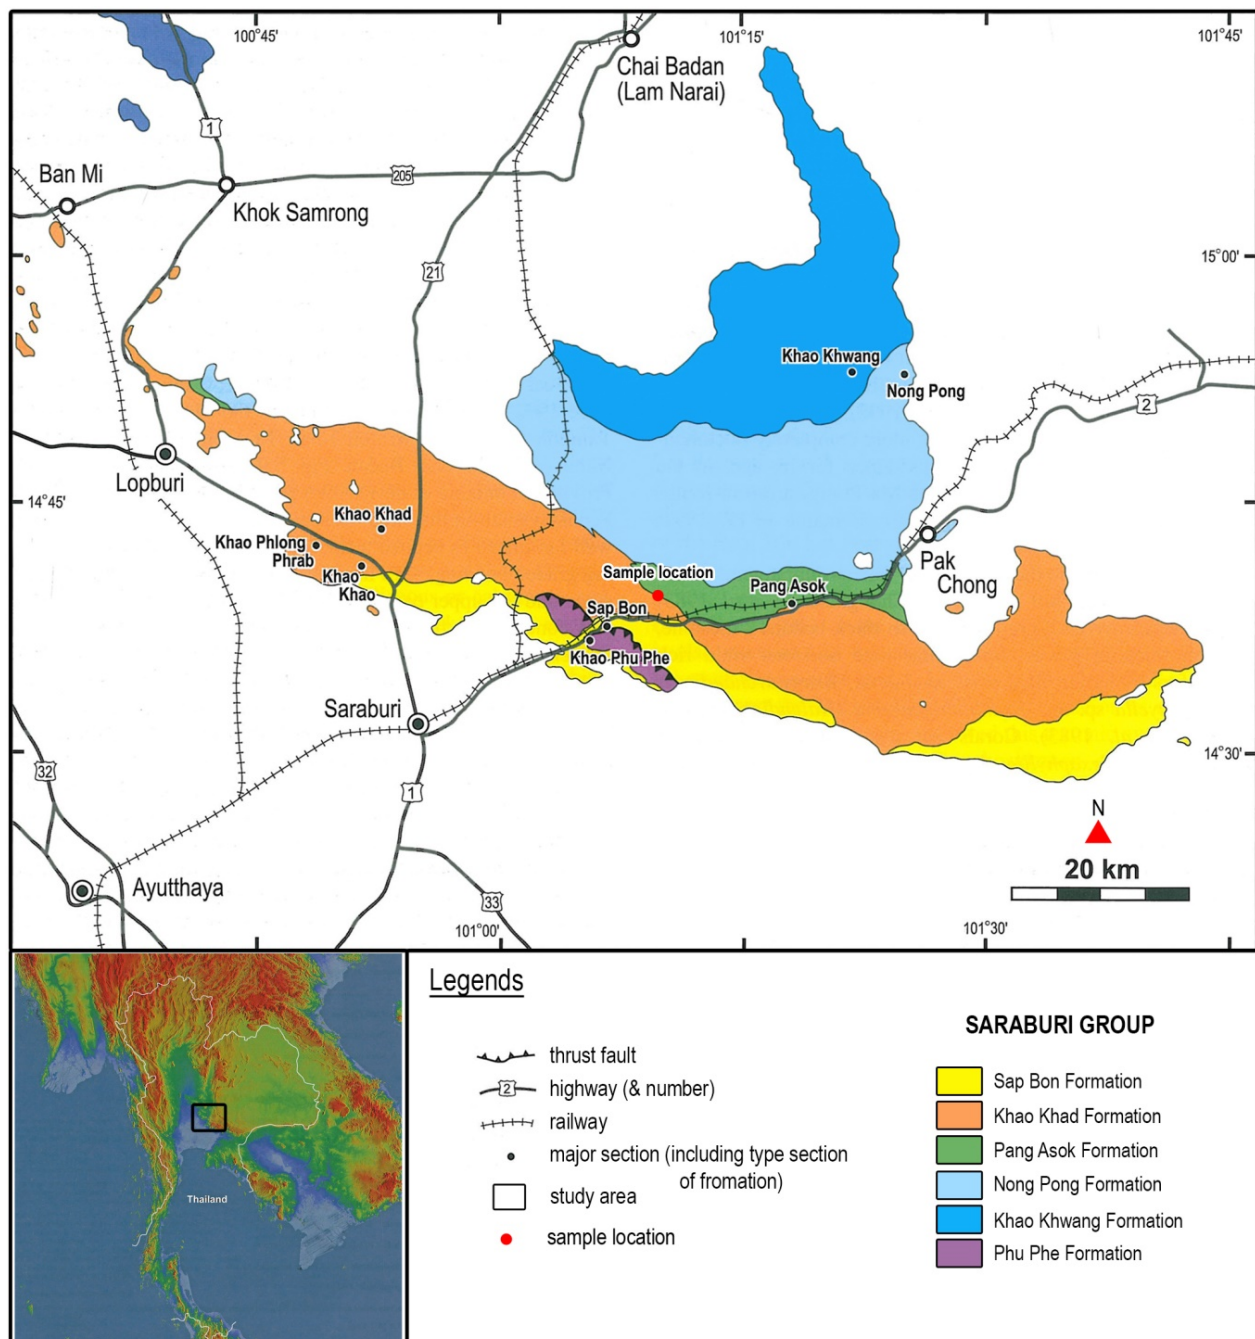 100°45'
101°15'
101°45'
Chai Badan
(Lam Narai)
1
Ban Mi
205
Khok Samrong
21
15°00'
Khao Khwang
Nong Pong
2
Lopburi
14°45'
Khao Khad
Khao Phlong
Phrab
Khao
Khao
Sample location
Pang Asok
Pak
Chong
Sap Bon
Khao Phu Phe
Saraburi
14°30'
32
1
N
20 km
Ayutthaya
33
101°00'
101°30'
Thailand
Legends
thrust fault
2
highway (& number)
railway
major section (including type section
of fromation)
study area
sample location
SARABURI GROUP
Sap Bon Formation
Khao Khad Formation
Pang Asok Formation
Nong Pong Formation
Khao Khwang Formation
Phu Phe Formation